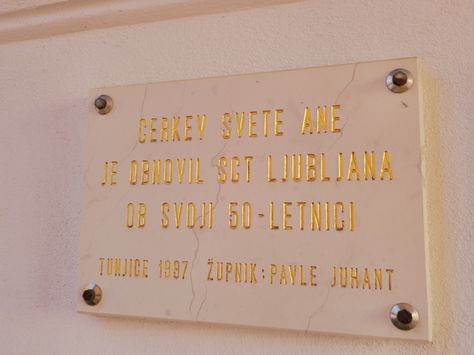 CERKEV SVETE ANE
JE OBNOVIL SCT LJUBLJANA
OB SVOJI 50-LETNICI
TUNJICE 1997 ŽUPNIK: PAVLE JUHANT